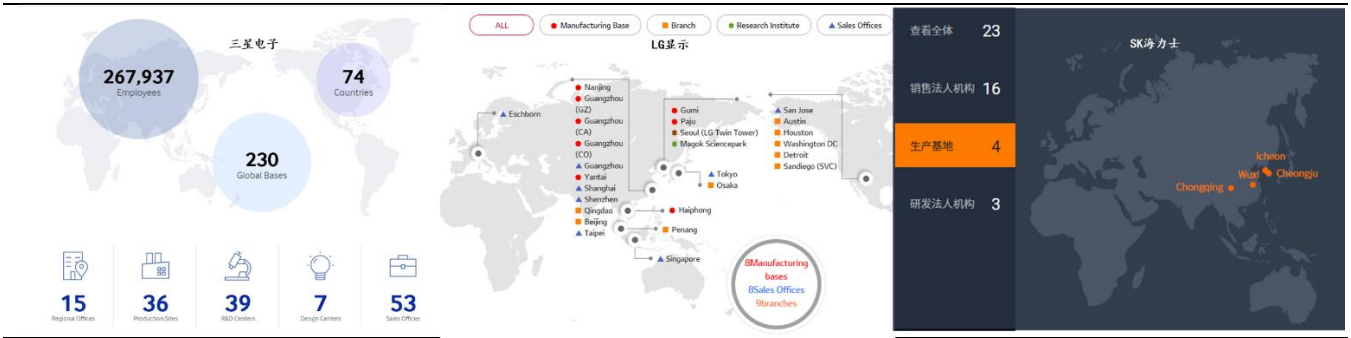 三星电子
267,937
Employees
74
Countries
230
Global Bases
15
Regional Offices
36
Production Sites
39
R&D Centers
7
Design Centers
53
Sales Offices
ALL
● Manufacturing Base
■ Branch
✱ Research Institute
▲ Sales Offices
LG显示
▲ Eschborn
● Nanjing
● Guangzhou
(GZ)
● Guangzhou
(CA)
● Guangzhou
(CO)
▲ Guangzhou
● Yantai
▲ Shanghai
▲ Shenzhen
■ Qingdao
■ Beijing
▲ Taipei
● Gumi
● Paju
✱ Seoul (LG Twin Tower)
✱ Magok Sciencepark
▲ Tokyo
■ Osaka
● Haiphong
■ Penang
▲ Singapore
▲ San Jose
■ Austin
■ Houston
■ Washington DC
■ Detroit
■ Sandiego (SVC)
8Manufacturing
bases
8Sales Offices
9branches
查看全体 23
销售法人机构 16
生产基地 4
研发法人机构 3
SK海力士
Icheon
Wuxi
Cheongju
Chongqing